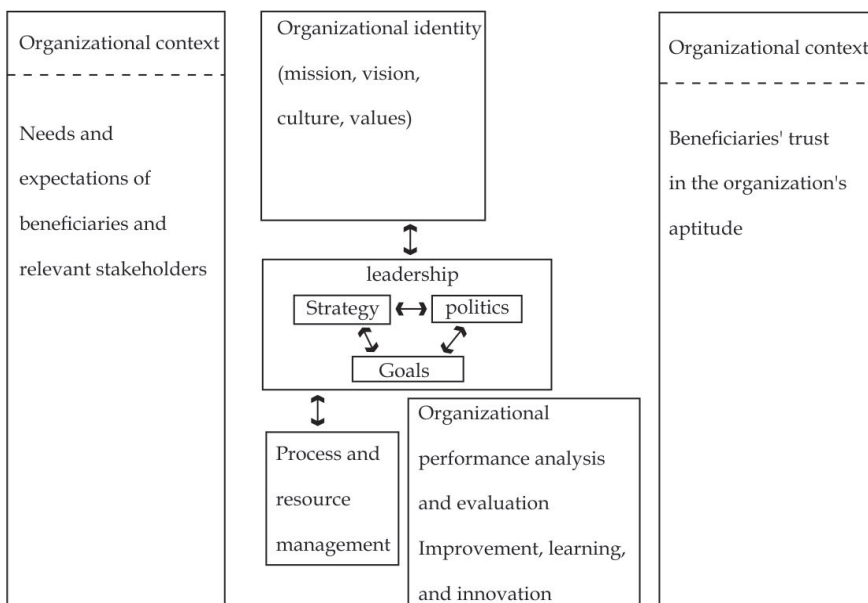 Organizational context
Needs and
expectations of
beneficiaries and
relevant stakeholders
Organizational identity
(mission, vision,
culture, values)
leadership
Strategy
politics
Goals
Process and
resource
management
Organizational
performance analysis
and evaluation
Improvement, learning,
and innovation
Organizational context
Beneficiaries' trust
in the organization's
aptitude